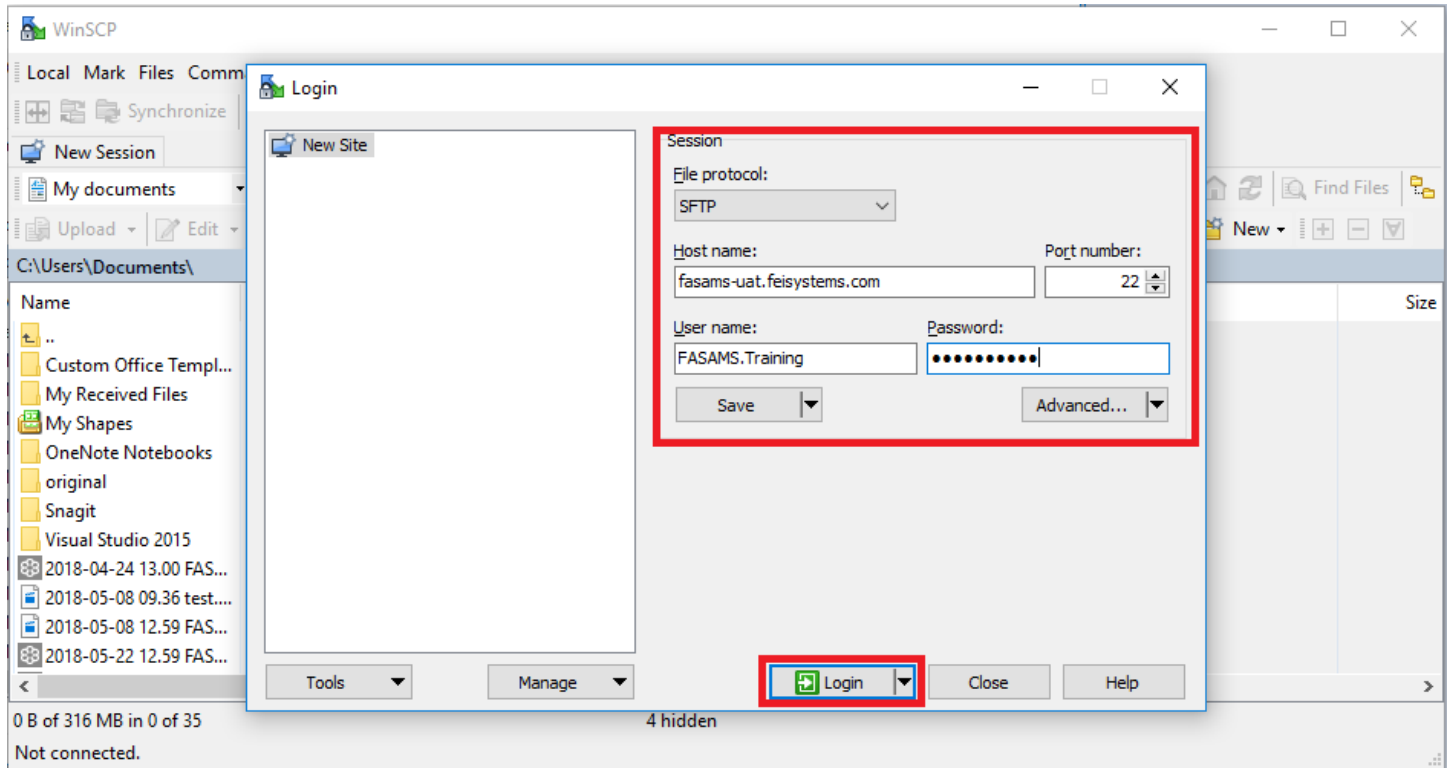 WinSCP
Local Mark Files Comm
Synchronize
New Session
My documents
Find Files
Upload Edit
New
C:\Users\Documents\
Name
Size
..
Custom Office Templ...
My Received Files
My Shapes
OneNote Notebooks
original
Snagit
Visual Studio 2015
2018-04-24 13.00 FAS...
2018-05-08 09.36 test....
2018-05-08 12.59 FAS...
2018-05-22 12.59 FAS...
0 B of 316 MB in 0 of 35
4 hidden
Not connected.
Login
New Site
Session
File protocol:
SFTP
Host name: Port number:
fasams-uat.feisystems.com 22
User name: Password:
FASAMS.Training ●●●●●●●●●●
Save Advanced...
Tools Manage Login Close Help